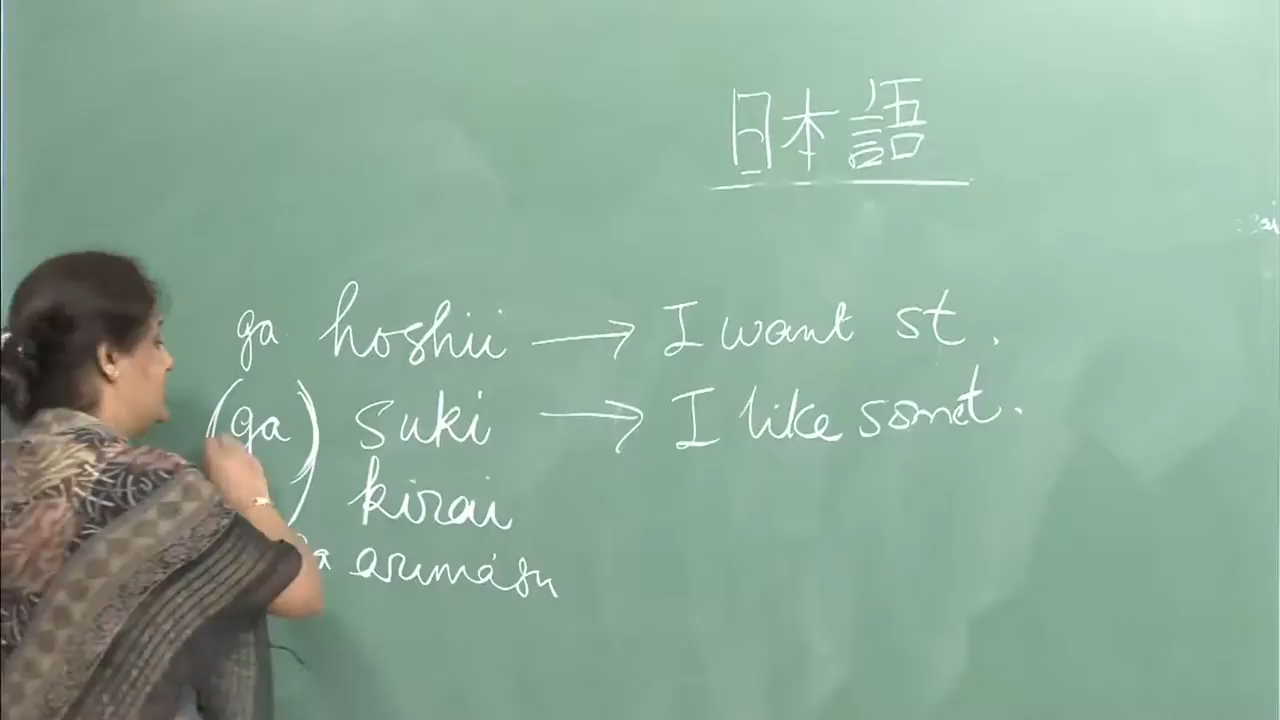 日本語
ga hoshii → I want st.
(ga) suki → I like somet.
kirai
arimasu